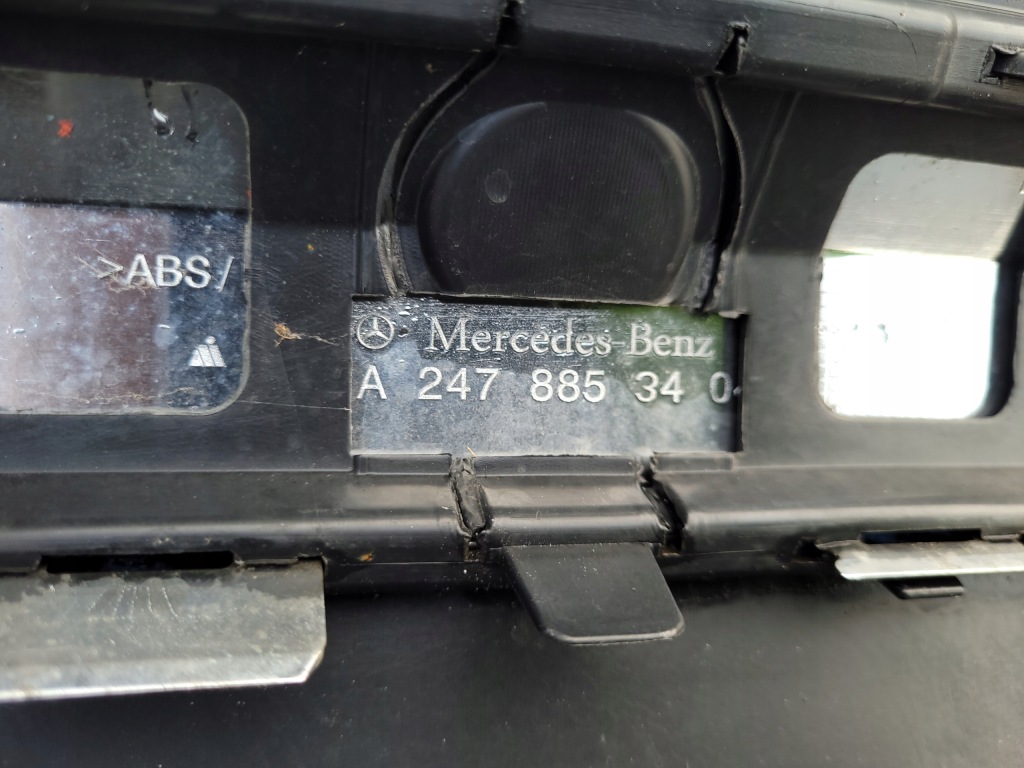 >ABS/
Mercedes-Benz
A 247 885 34 0